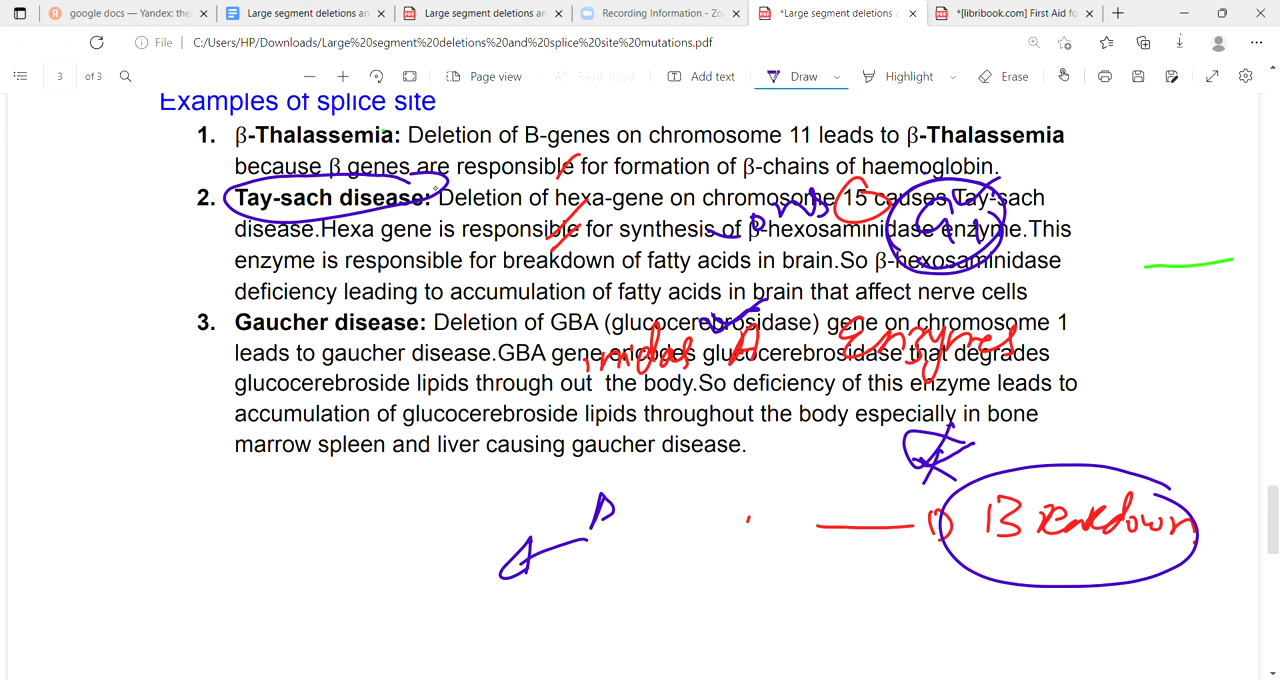 google docs — Yandex: the
Large segment deletions an
Large segment deletions an
Recording Information - Zo
*Large segment deletions a
*[libribook.com] First Aid fo
File
C:/Users/HP/Downloads/Large%20segment%20deletions%20and%20splice%20site%20mutations.pdf
3 of 3
Page view
Read aloud
Add text
Draw
Highlight
Erase
Examples of splice site
1. β-Thalassemia: Deletion of B-genes on chromosome 11 leads to β-Thalassemia
because β genes are responsible for formation of β-chains of haemoglobin.
2. Tay-sach disease: Deletion of hexa-gene on chromosome 15 causes Tay-sach
disease.Hexa gene is responsible for synthesis of β-hexosaminidase enzyme.This
enzyme is responsible for breakdown of fatty acids in brain.So β-hexosaminidase
deficiency leading to accumulation of fatty acids in brain that affect nerve cells
3. Gaucher disease: Deletion of GBA (glucocerebrosidase) gene on chromosome 1
leads to gaucher disease.GBA gene encodes glucocerebrosidase that degrades
glucocerebroside lipids through out the body.So deficiency of this enzyme leads to
accumulation of glucocerebroside lipids throughout the body especially in bone
marrow spleen and liver causing gaucher disease.
A Enzymes
1) Breakdown